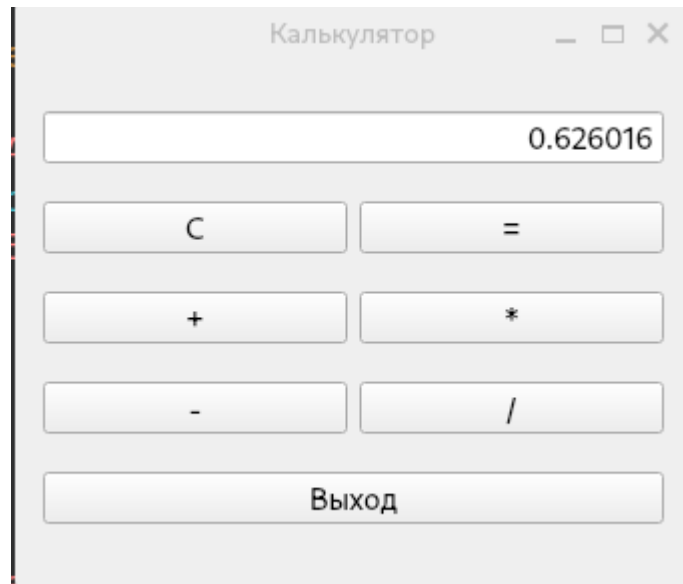 Калькулятор
0.626016
C =
+ *
- /
Выход